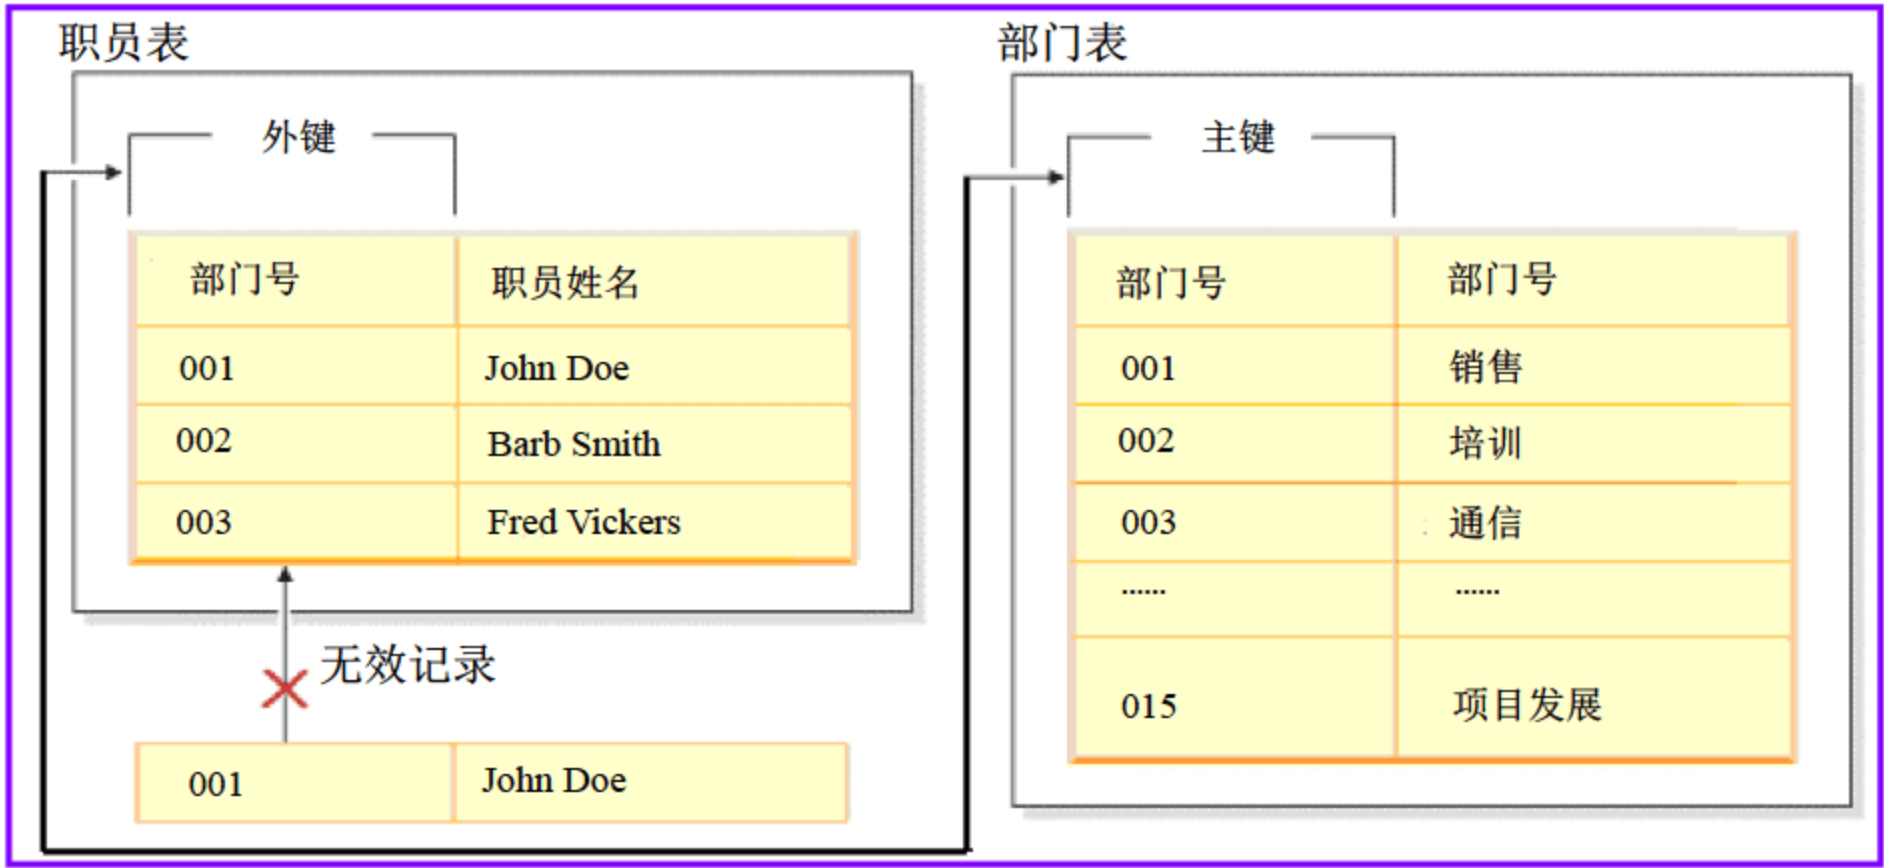 职员表
外键
部门号 职员姓名
001 John Doe
002 Barb Smith
003 Fred Vickers
无效记录
001 John Doe
部门表
主键
部门号 部门号
001 销售
002 培训
003 通信
...... ......
015 项目发展